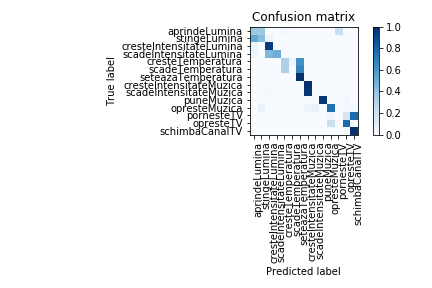 Confusion matrix
True label
aprindeLumina
stingeLumina
cresteIntensitateLumina
scadeIntensitateLumina
cresteTemperatura
scadeTemperatura
seteazaTemperatura
cresteIntensitateMuzica
scadeIntensitateMuzica
puneMuzica
opresteMuzica
pornesteTV
opresteTV
schimbaCanalTV
1.0
0.8
0.6
0.4
0.2
0.0
aprindeLumina
stingeLumina
cresteIntensitateLumina
scadeIntensitateLumina
cresteTemperatura
scadeTemperatura
seteazaTemperatura
cresteIntensitateMuzica
scadeIntensitateMuzica
puneMuzica
opresteMuzica
pornesteTV
opresteTV
schimbaCanalTV
Predicted label